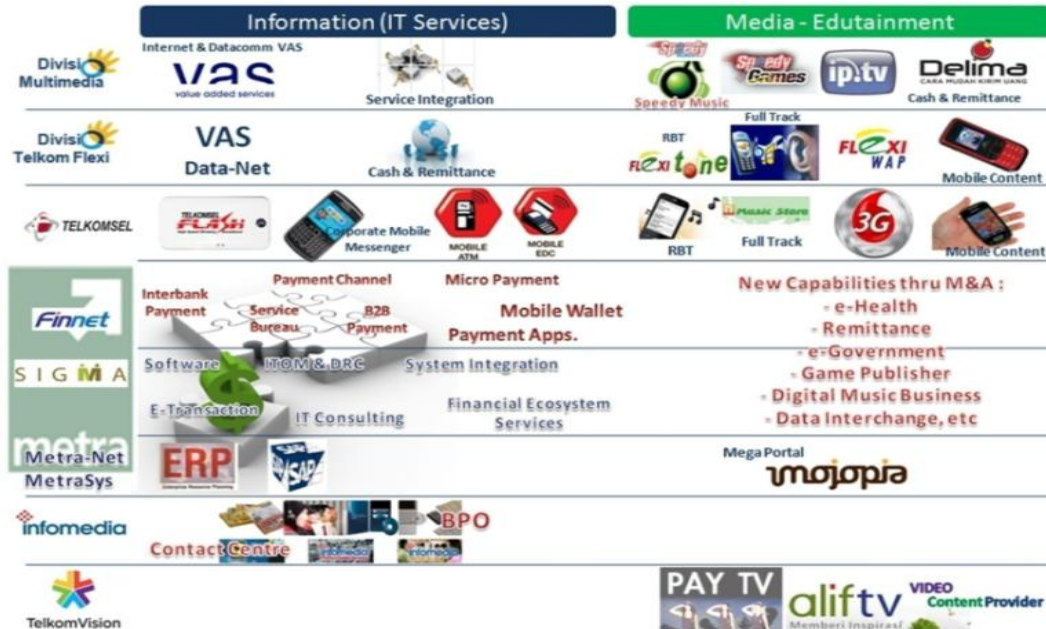 Information (IT Services)
Media - Edutainment
Divisi
Multimedia
Internet & Datacomm VAS
vas
value added services
Service Integration
Speedy
Speedy Music
Speedy
Games
ip.tv
Delima
CARA MUDAH KIRIM UANG
Cash & Remittance
Divisi
Telkom Flexi
VAS
Data-Net
Cash & Remittance
RBT
FLEXI tone
Full Track
FLEXI
WAP
Mobile Content
TELKOMSEL
TELKOMSEL
FLASH
Corporate Mobile
Messenger
MOBILE
ATM
MOBILE
EDC
RBT
Music Store
Full Track
3G
Mobile Content
Finnet
Interbank
Payment
Payment Channel
Service
Bureau
B2B
Payment
Micro Payment
Mobile Wallet
Payment Apps.
New Capabilities thru M&A :
- e-Health
- Remittance
- e-Government
- Game Publisher
- Digital Music Business
- Data Interchange, etc
SIGMA
Software
ITOM & DRC
System Integration
E-Transaction
IT Consulting
Financial Ecosystem
Services
metra
Metra-Net
MetraSys
ERP
Enterprise Resource Planning
SAP
Mega Portal
mojopia
infomedia
BPO
Contact Centre
infomedia
infomedia
TelkomVision
PAY TV
aliftv
Memberi Inspirasi
VIDEO
Content Provider